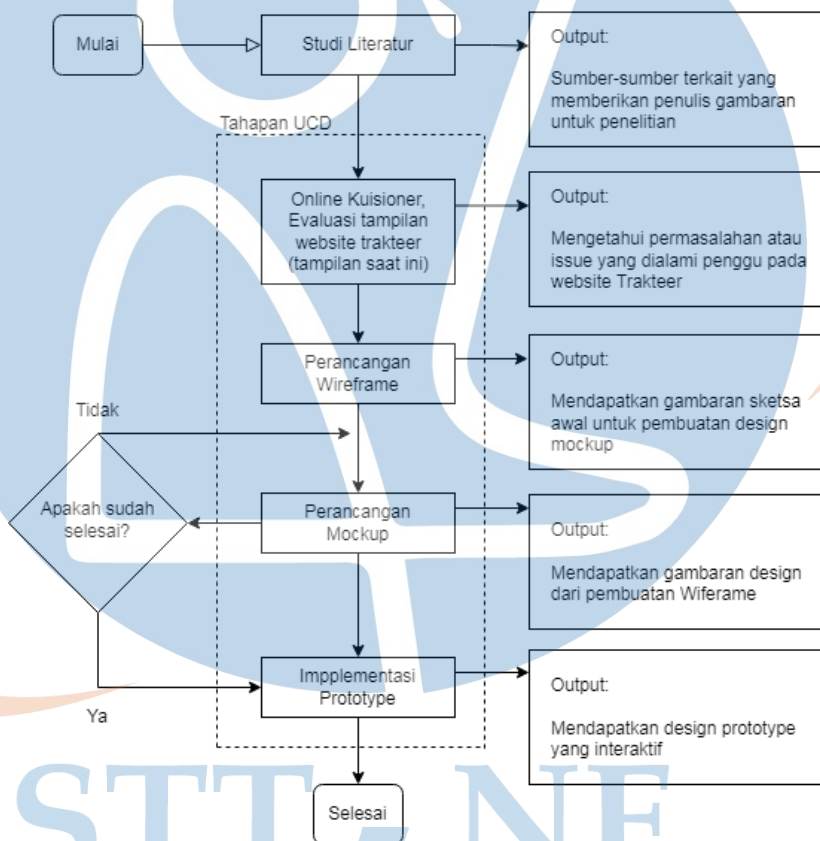 Mulai
Studi Literatur
Output:
Sumber-sumber terkait yang
memberikan penulis gambaran
untuk penelitian
Tahapan UCD
Online Kuisioner,
Evaluasi tampilan
website trakteer
(tampilan saat ini)
Output:
Mengetahui permasalahan atau
issue yang dialami penggu pada
website Trakteer
Perancangan
Wireframe
Output:
Mendapatkan gambaran sketsa
awal untuk pembuatan design
mockup
Tidak
Apakah sudah
selesai?
Perancangan
Mockup
Output:
Mendapatkan gambaran design
dari pembuatan Wiferame
Ya
Impplementasi
Prototype
Output:
Mendapatkan design prototype
yang interaktif
Selesai
STT - NF